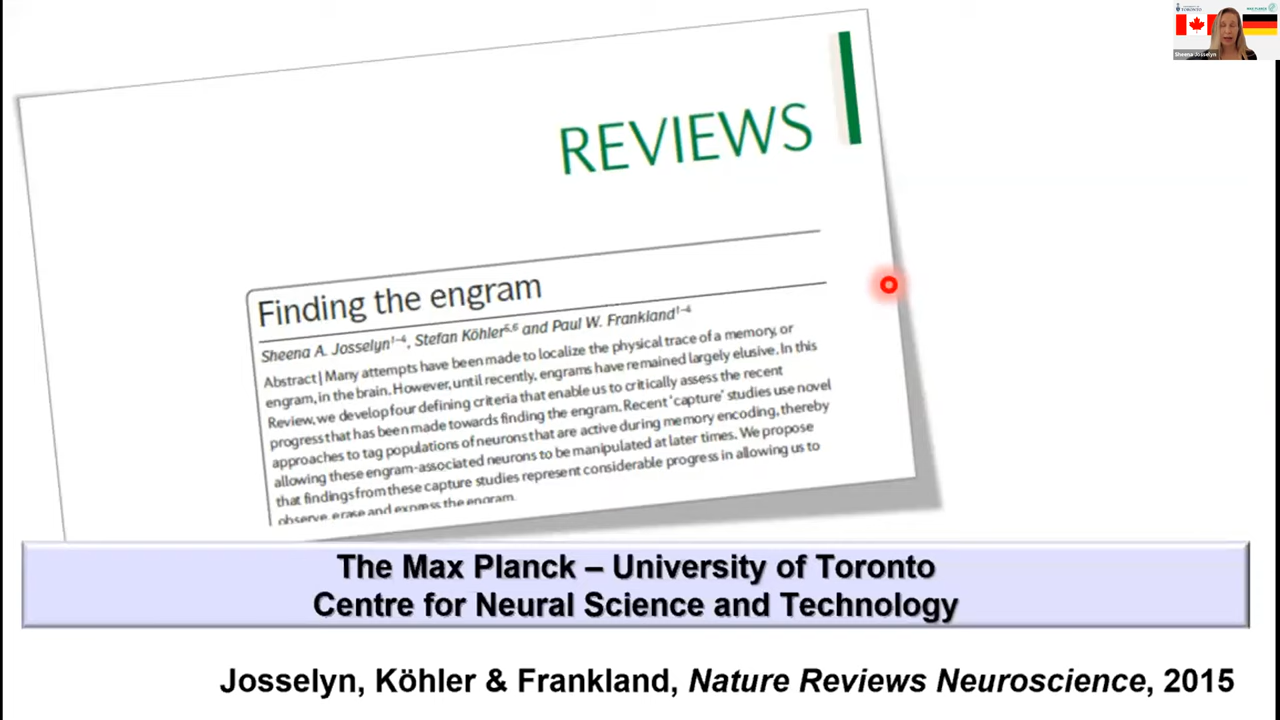 TORONTO
Sheena Josselyn
REVIEWS
Finding the engram
Sheena A. Josselyn¹⁻⁴, Stefan Köhler⁵,⁶ and Paul W. Frankland¹⁻⁴
Abstract | Many attempts have been made to localize the physical trace of a memory, or
engram, in the brain. However, until recently, engrams have remained largely elusive. In this
Review, we develop four defining criteria that enable us to critically assess the recent
progress that has been made towards finding the engram. Recent 'capture' studies use novel
approaches to tag populations of neurons that are active during memory encoding, thereby
allowing these engram-associated neurons to be manipulated at later times. We propose
that findings from these capture studies represent considerable progress in allowing us to
observe, erase and express the engram.
The Max Planck – University of Toronto
Centre for Neural Science and Technology
Josselyn, Köhler & Frankland, Nature Reviews Neuroscience, 2015